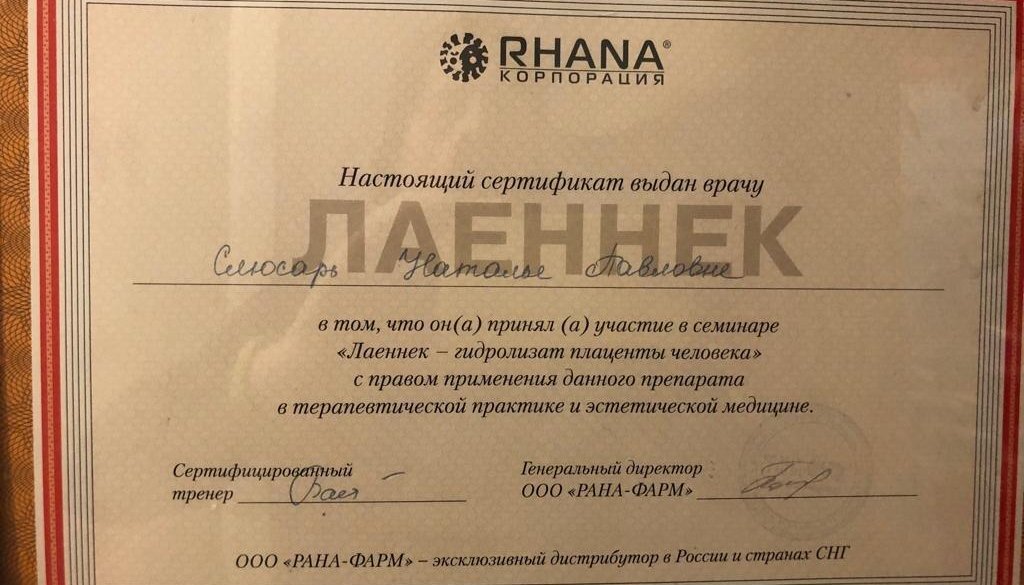 RHANA®
КОРПОРАЦИЯ
Настоящий сертификат выдан врачу
ЛАЕННЕК
Слюсарь Наталье Павловне
в том, что он(а) принял (а) участие в семинаре
«Лаеннек – гидролизат плаценты человека»
с правом применения данного препарата
в терапевтической практике и эстетической медицине.
Сертифицированный
тренер
Генеральный директор
ООО «РАНА-ФАРМ»
ООО «РАНА-ФАРМ» – эксклюзивный дистрибутор в России и странах СНГ